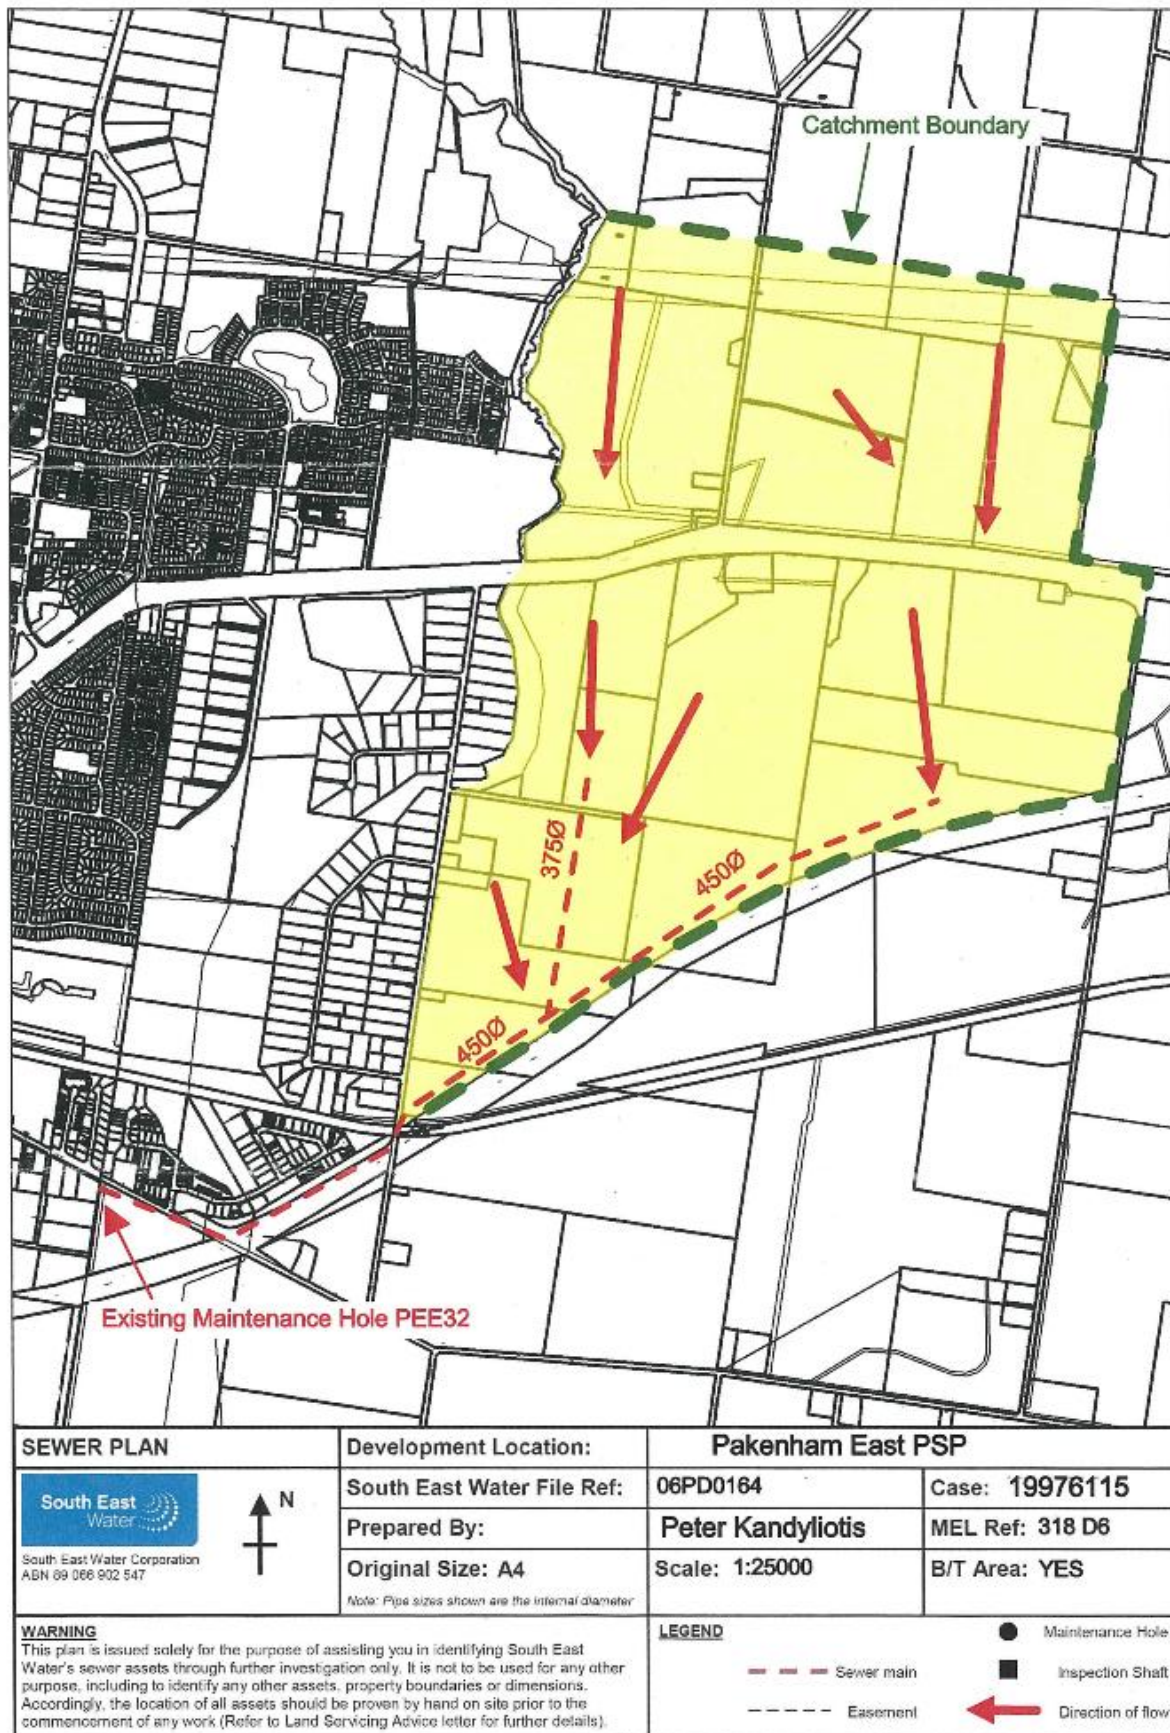 Catchment Boundary
375Ø
450Ø
450Ø
Existing Maintenance Hole PEE32
SEWER PLAN
South East
Water
South East Water Corporation
ABN 89 066 902 547
N
Development Location:
Pakenham East PSP
South East Water File Ref:
06PD0164
Case: 19976115
Prepared By:
Peter Kandyliotis
MEL Ref: 318 D6
Original Size: A4
Note: Pipe sizes shown are the internal diameter
Scale: 1:25000
B/T Area: YES
WARNING
This plan is issued solely for the purpose of assisting you in identifying South East
Water's sewer assets through further investigation only. It is not to be used for any other
purpose, including to identify any other assets, property boundaries or dimensions.
Accordingly, the location of all assets should be proven by hand on site prior to the
commencement of any work (Refer to Land Servicing Advice letter for further details).
LEGEND
Sewer main
Easement
Maintenance Hole
Inspection Shaft
Direction of flow